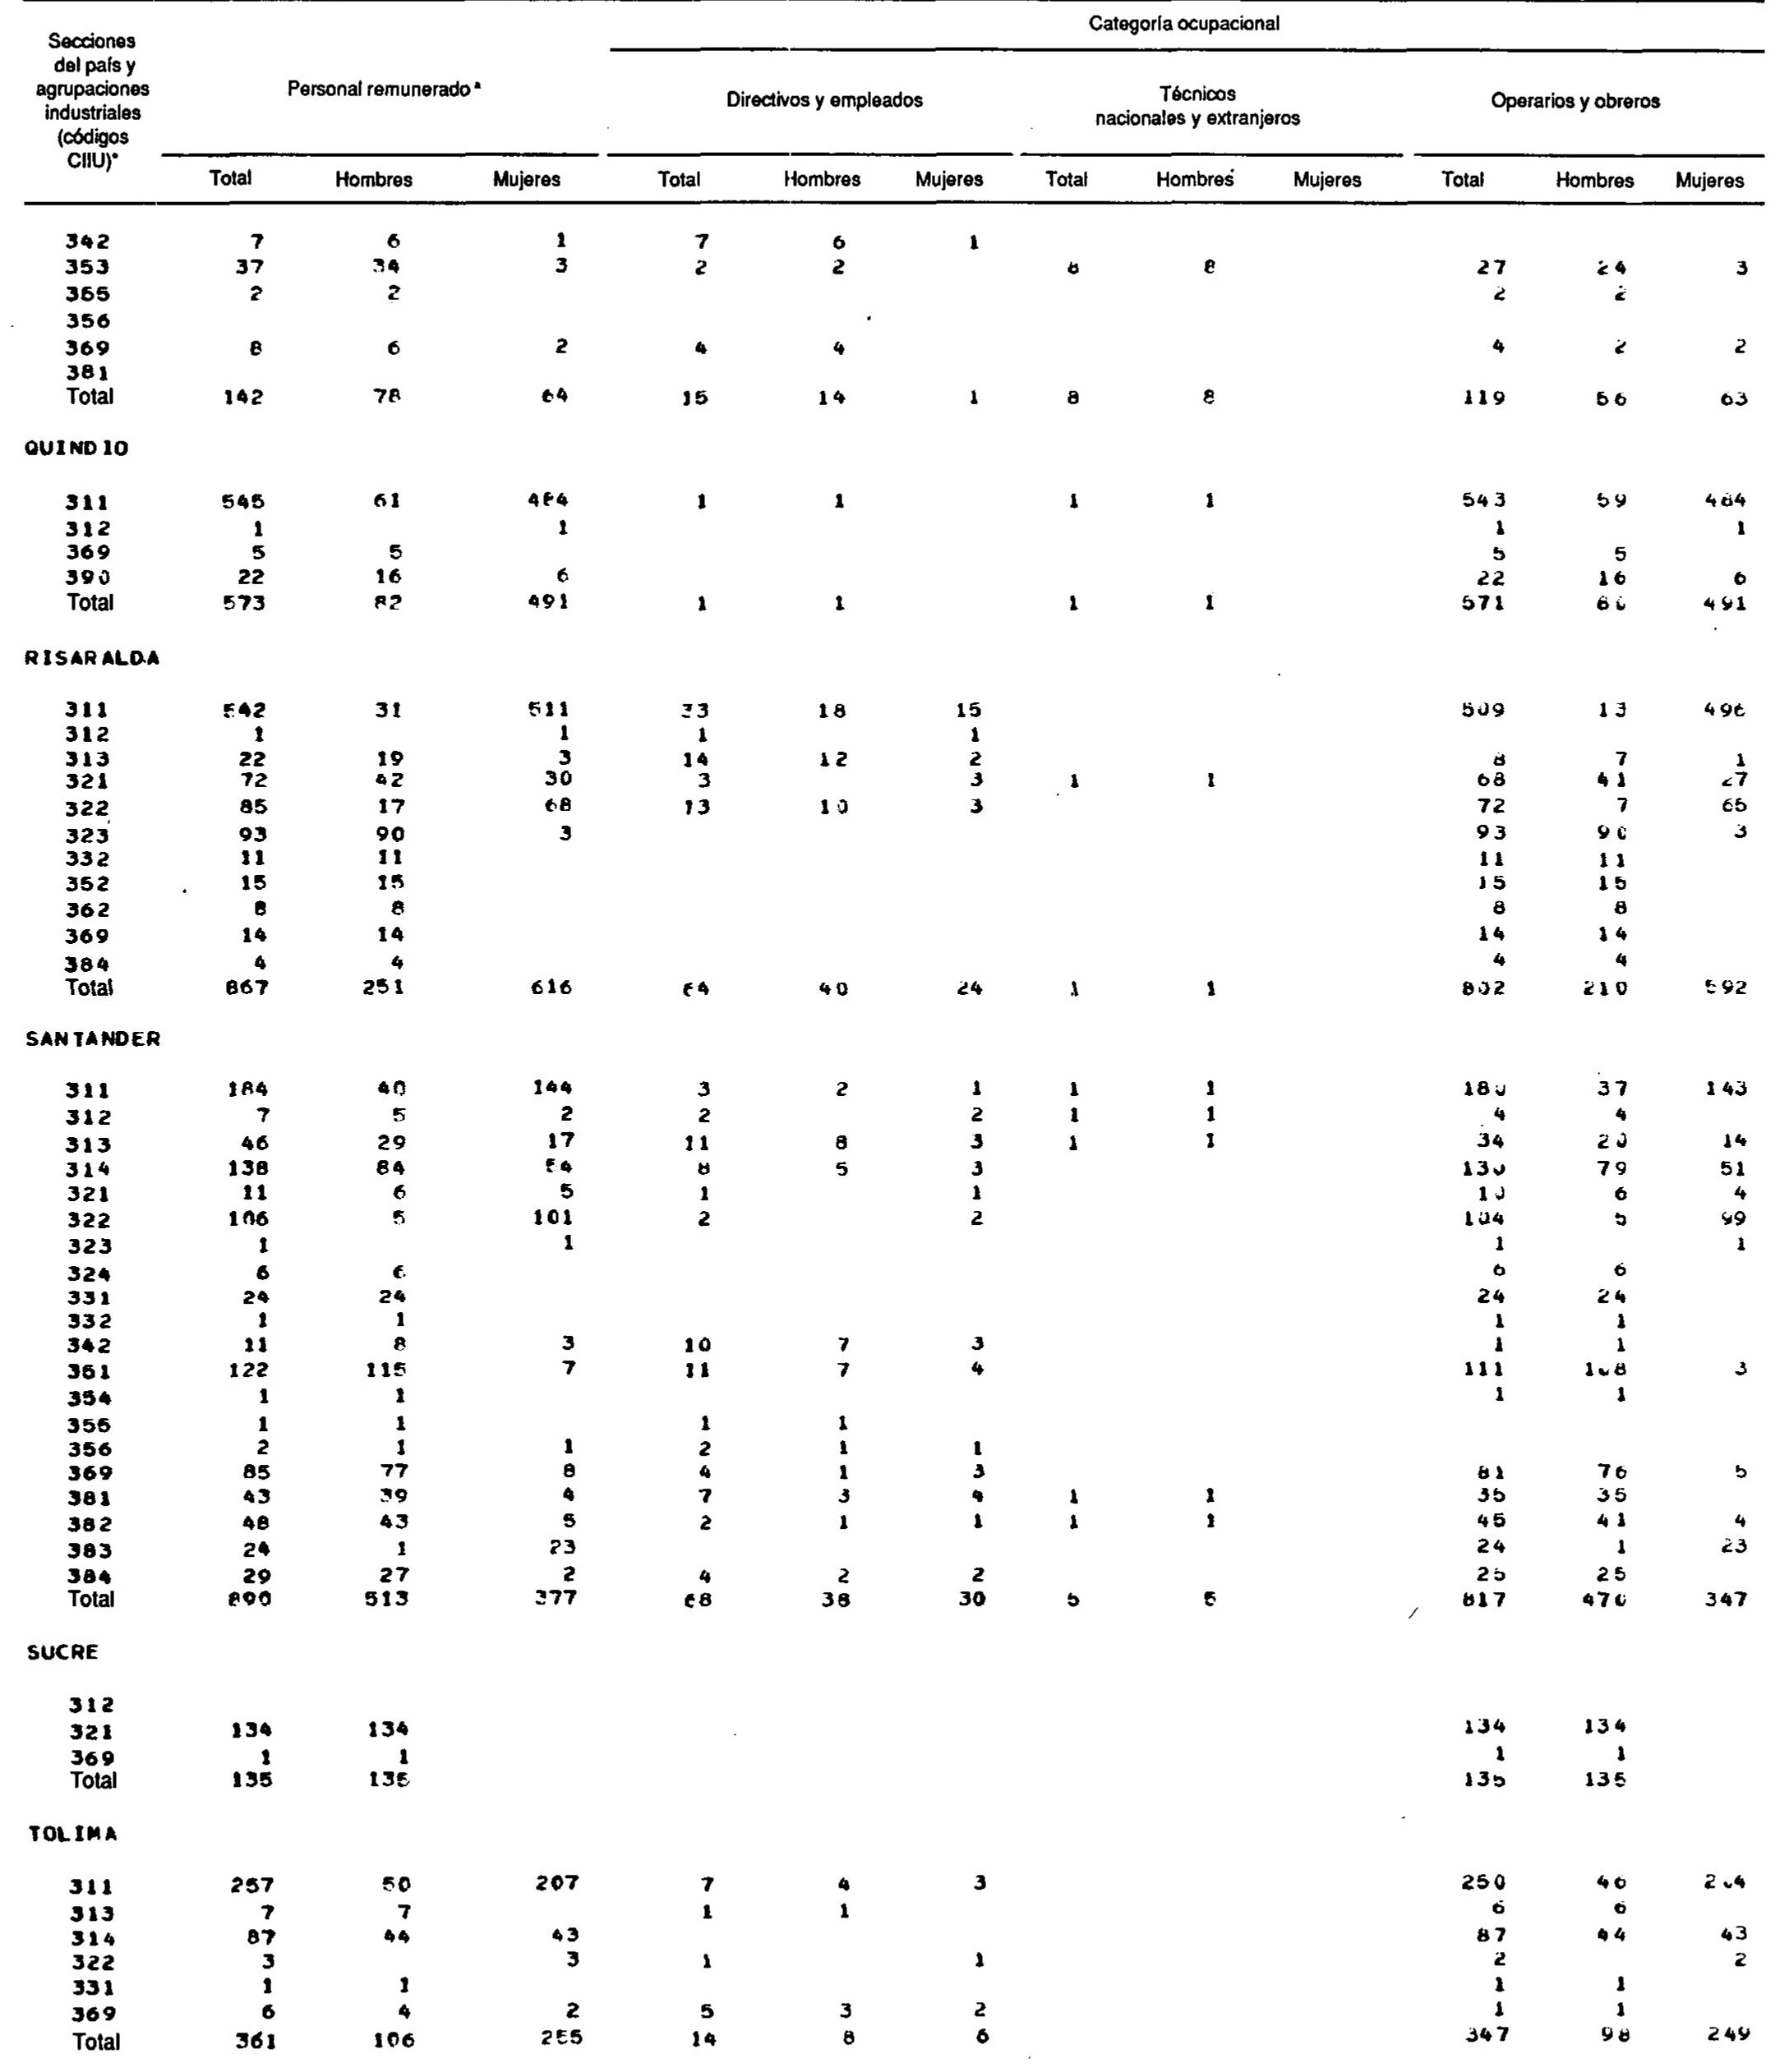 Secciones del país y agrupaciones industriales (códigos CIIU)* Personal remunerado ª Categoría ocupacional
Directivos y empleados Técnicos nacionales y extranjeros Operarios y obreros
Total Hombres Mujeres Total Hombres Mujeres Total Hombres Mujeres Total Hombres Mujeres
342 7 6 1 7 6 1
353 37 34 3 2 2 8 8 27 24 3
355 2 2 2 2
356
369 8 6 2 4 4 4 2 2
381
Total 142 78 64 15 14 1 8 8 119 56 63
QUINDIO
311 545 61 484 1 1 1 1 543 59 484
312 1 1 1 1
369 5 5 5 5
390 22 16 6 22 16 6
Total 573 82 491 1 1 1 1 571 80 491
RISARALDA
311 542 31 511 33 18 15 509 13 496
312 1 1 1 1
313 22 19 3 14 12 2 8 7 1
321 72 42 30 3 3 1 1 68 41 27
322 85 17 68 13 10 3 72 7 65
323 93 90 3 93 90 3
332 11 11 11 11
352 15 15 15 15
362 8 8 8 8
369 14 14 14 14
384 4 4 4 4
Total 867 251 616 64 40 24 1 1 802 210 592
SANTANDER
311 184 40 144 3 2 1 1 1 180 37 143
312 7 5 2 2 2 1 1 4 4
313 46 29 17 11 8 3 1 1 34 20 14
314 138 84 54 8 5 3 130 79 51
321 11 6 5 1 1 10 6 4
322 106 5 101 2 2 104 5 99
323 1 1 1 1
324 6 6 6 6
331 24 24 24 24
332 1 1 1 1
342 11 8 3 10 7 3 1 1
351 122 115 7 11 7 4 111 108 3
354 1 1 1 1
355 1 1 1 1
356 2 1 1 2 1 1
369 85 77 8 4 1 3 81 76 5
381 43 39 4 7 3 4 1 1 35 35
382 48 43 5 2 1 1 1 1 45 41 4
383 24 1 23 24 1 23
384 29 27 2 4 2 2 25 25
Total 890 513 377 68 38 30 5 5 817 470 347
SUCRE
312
321 134 134 134 134
369 1 1 1 1
Total 135 135 135 135
TOLIMA
311 257 50 207 7 4 3 250 46 204
313 7 7 1 1 6 6
314 87 44 43 87 44 43
322 3 3 1 1 2 2
331 1 1 1 1
369 6 4 2 5 3 2 1 1
Total 361 106 255 14 8 6 347 98 249